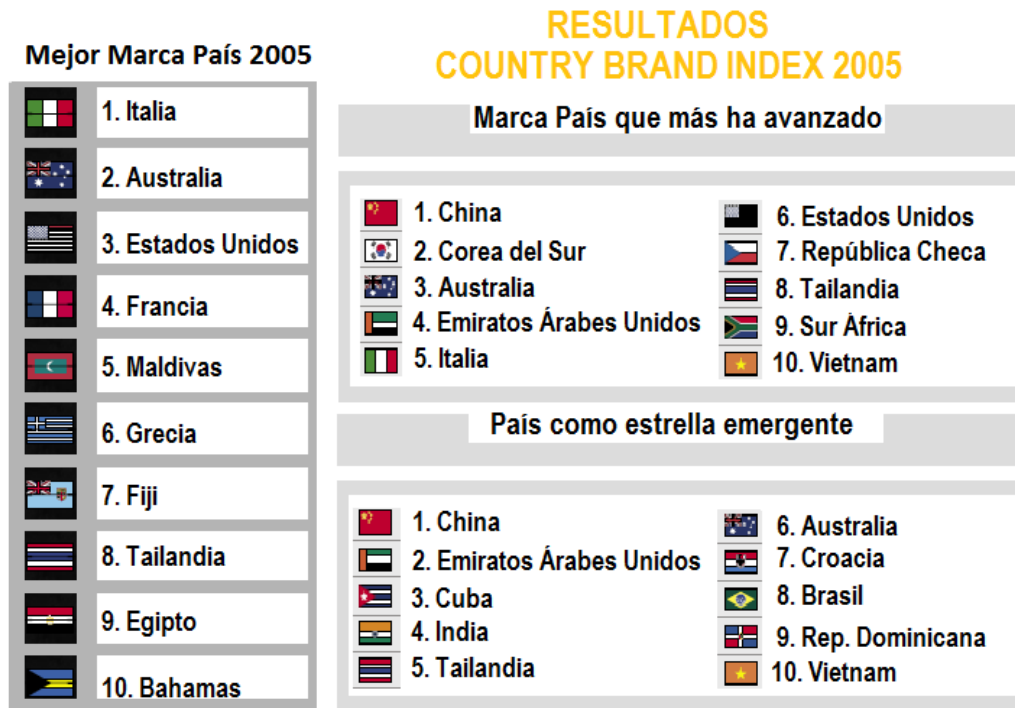 Mejor Marca País 2005
1. Italia
2. Australia
3. Estados Unidos
4. Francia
5. Maldivas
6. Grecia
7. Fiji
8. Tailandia
9. Egipto
10. Bahamas
RESULTADOS
COUNTRY BRAND INDEX 2005
Marca País que más ha avanzado
1. China
2. Corea del Sur
3. Australia
4. Emiratos Árabes Unidos
5. Italia
6. Estados Unidos
7. República Checa
8. Tailandia
9. Sur África
10. Vietnam
País como estrella emergente
1. China
2. Emiratos Árabes Unidos
3. Cuba
4. India
5. Tailandia
6. Australia
7. Croacia
8. Brasil
9. Rep. Dominicana
10. Vietnam